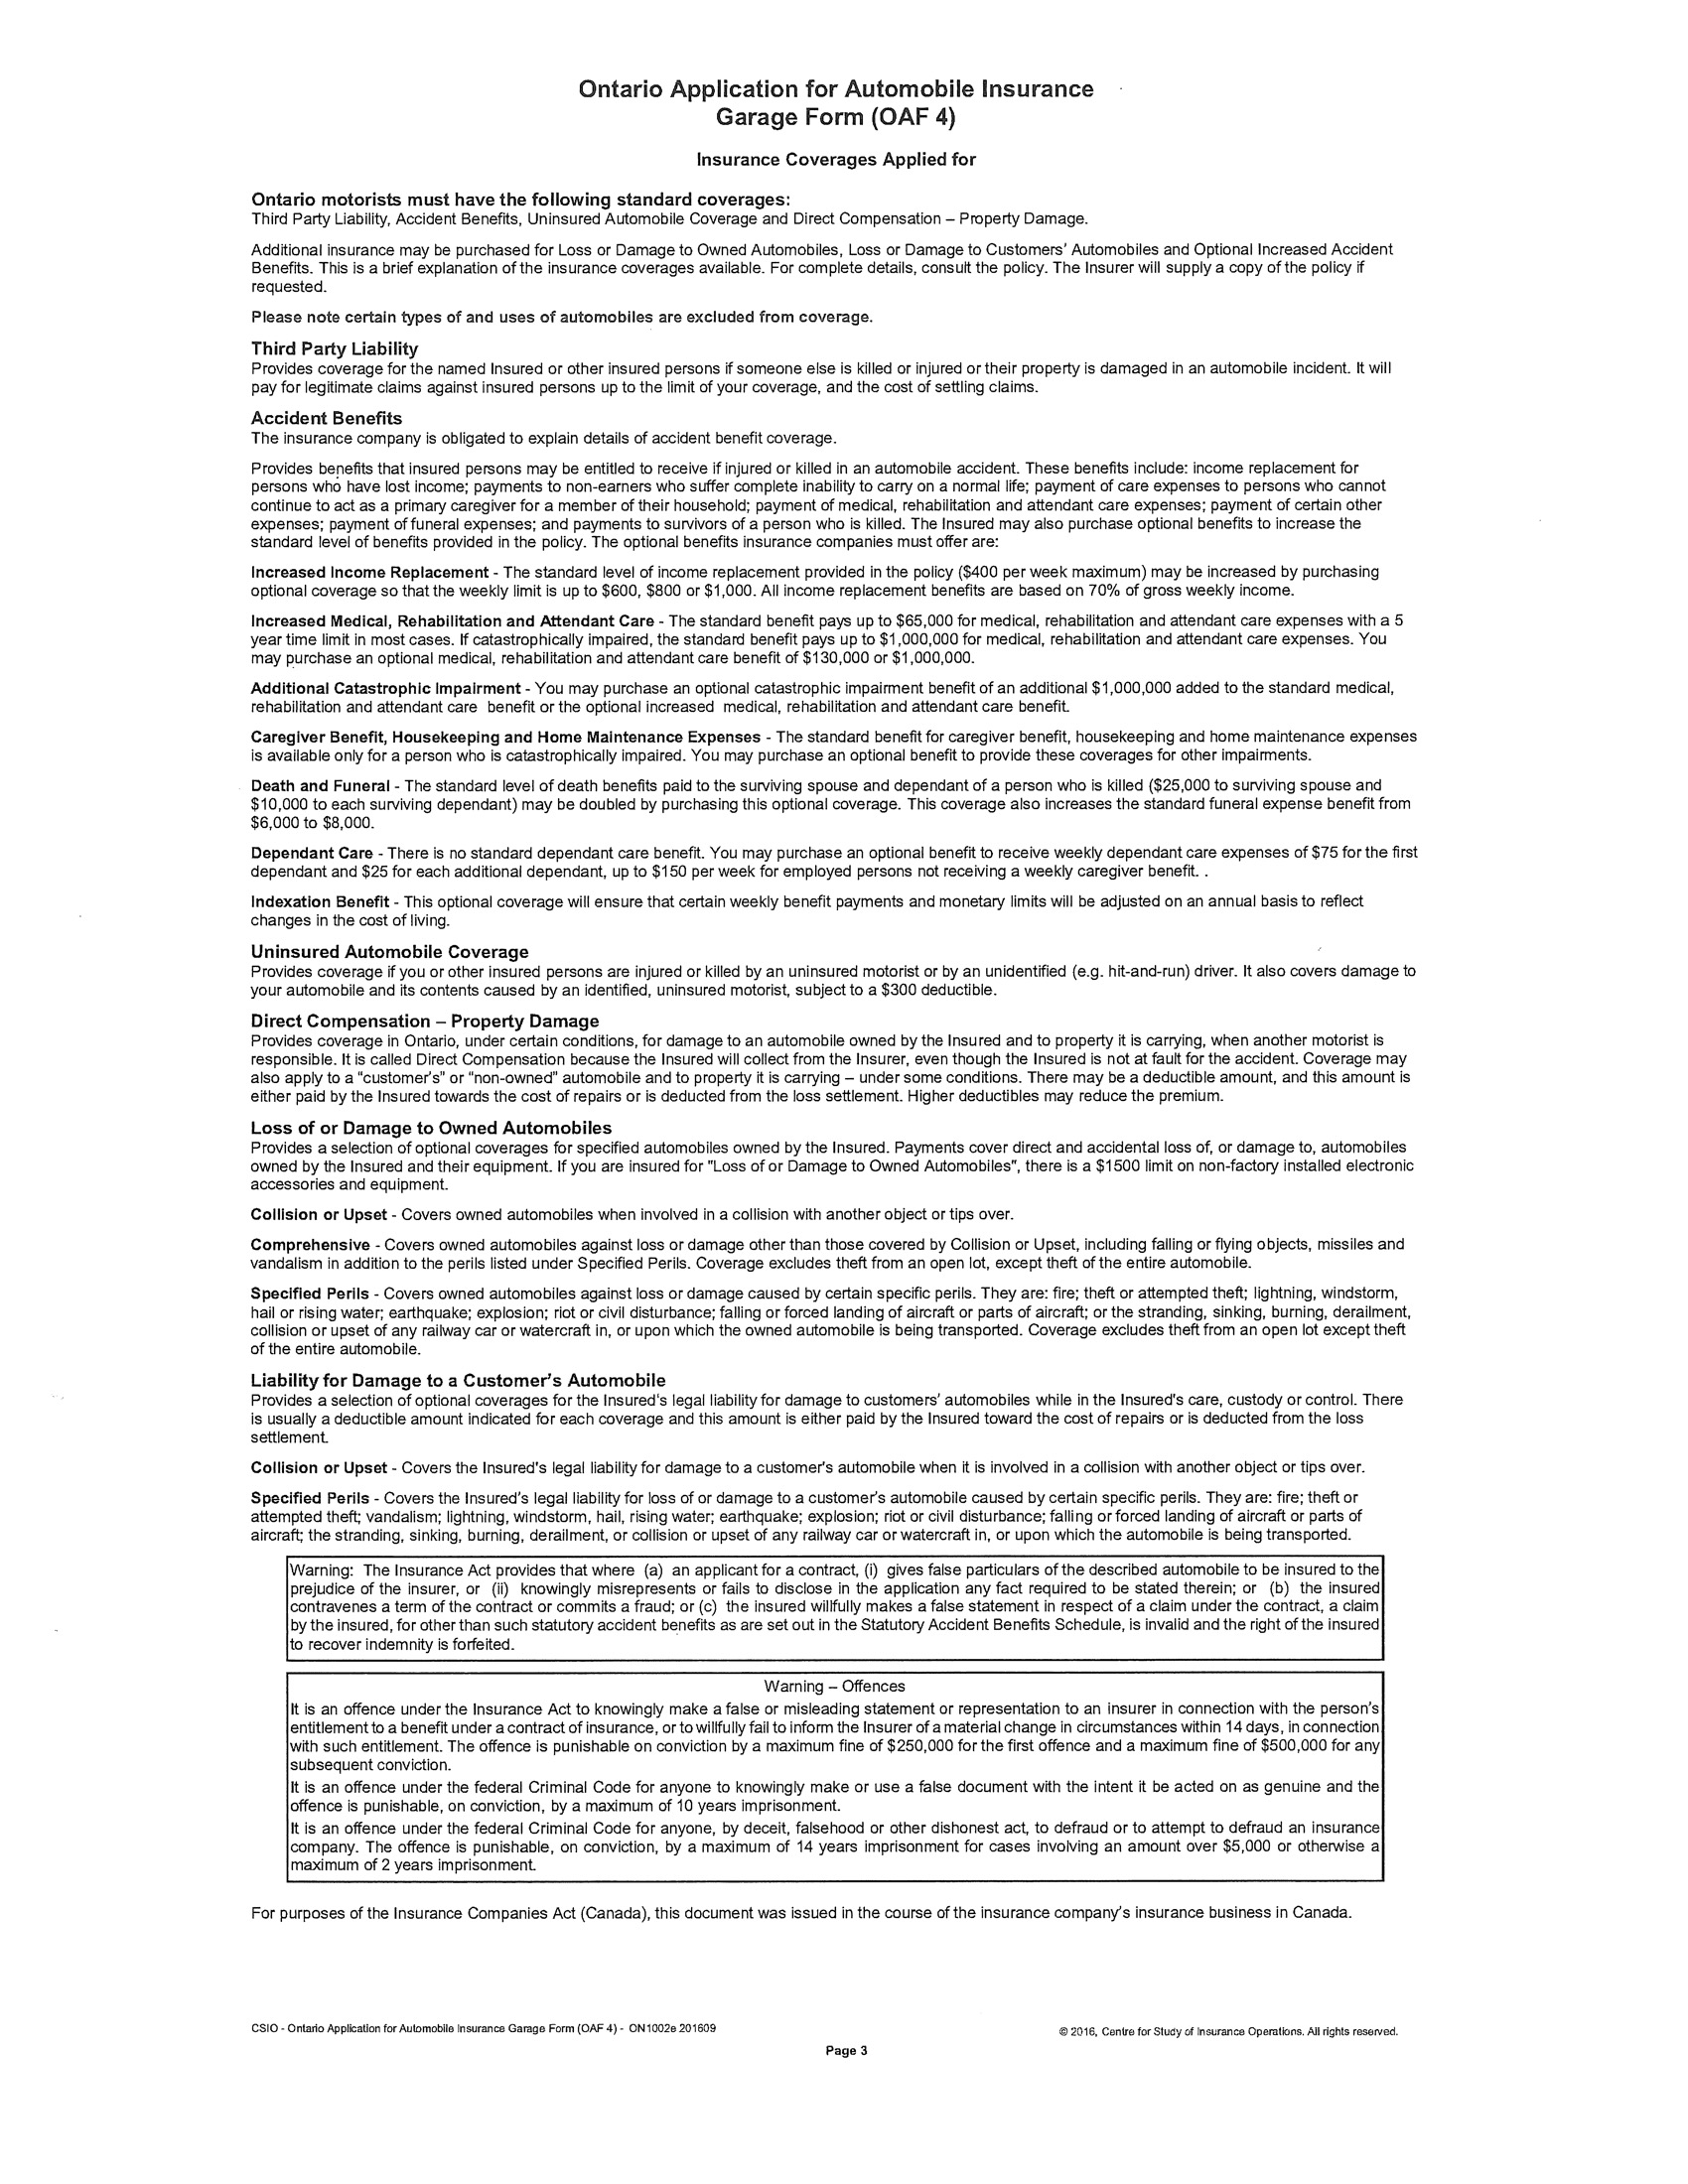 Ontario Application for Automobile Insurance
Garage Form (OAF 4)
Insurance Coverages Applied for
Ontario motorists must have the following standard coverages:
Third Party Liability, Accident Benefits, Uninsured Automobile Coverage and Direct Compensation – Property Damage.
Additional insurance may be purchased for Loss or Damage to Owned Automobiles, Loss or Damage to Customers' Automobiles and Optional Increased Accident
Benefits. This is a brief explanation of the insurance coverages available. For complete details, consult the policy. The Insurer will supply a copy of the policy if
requested.
Please note certain types of and uses of automobiles are excluded from coverage.
Third Party Liability
Provides coverage for the named Insured or other insured persons if someone else is killed or injured or their property is damaged in an automobile incident. It will
pay for legitimate claims against insured persons up to the limit of your coverage, and the cost of settling claims.
Accident Benefits
The insurance company is obligated to explain details of accident benefit coverage.
Provides benefits that insured persons may be entitled to receive if injured or killed in an automobile accident. These benefits include: income replacement for
persons who have lost income; payments to non-earners who suffer complete inability to carry on a normal life; payment of care expenses to persons who cannot
continue to act as a primary caregiver for a member of their household; payment of medical, rehabilitation and attendant care expenses; payment of certain other
expenses; payment of funeral expenses; and payments to survivors of a person who is killed. The Insured may also purchase optional benefits to increase the
standard level of benefits provided in the policy. The optional benefits insurance companies must offer are:
Increased Income Replacement - The standard level of income replacement provided in the policy ($400 per week maximum) may be increased by purchasing
optional coverage so that the weekly limit is up to $600, $800 or $1,000. All income replacement benefits are based on 70% of gross weekly income.
Increased Medical, Rehabilitation and Attendant Care - The standard benefit pays up to $65,000 for medical, rehabilitation and attendant care expenses with a 5
year time limit in most cases. If catastrophically impaired, the standard benefit pays up to $1,000,000 for medical, rehabilitation and attendant care expenses. You
may purchase an optional medical, rehabilitation and attendant care benefit of $130,000 or $1,000,000.
Additional Catastrophic Impairment - You may purchase an optional catastrophic impairment benefit of an additional $1,000,000 added to the standard medical,
rehabilitation and attendant care benefit or the optional increased medical, rehabilitation and attendant care benefit.
Caregiver Benefit, Housekeeping and Home Maintenance Expenses - The standard benefit for caregiver benefit, housekeeping and home maintenance expenses
is available only for a person who is catastrophically impaired. You may purchase an optional benefit to provide these coverages for other impairments.
Death and Funeral - The standard level of death benefits paid to the surviving spouse and dependant of a person who is killed ($25,000 to surviving spouse and
$10,000 to each surviving dependant) may be doubled by purchasing this optional coverage. This coverage also increases the standard funeral expense benefit from
$6,000 to $8,000.
Dependant Care - There is no standard dependant care benefit. You may purchase an optional benefit to receive weekly dependant care expenses of $75 for the first
dependant and $25 for each additional dependant, up to $150 per week for employed persons not receiving a weekly caregiver benefit. .
Indexation Benefit - This optional coverage will ensure that certain weekly benefit payments and monetary limits will be adjusted on an annual basis to reflect
changes in the cost of living.
Uninsured Automobile Coverage
Provides coverage if you or other insured persons are injured or killed by an uninsured motorist or by an unidentified (e.g. hit-and-run) driver. It also covers damage to
your automobile and its contents caused by an identified, uninsured motorist, subject to a $300 deductible.
Direct Compensation – Property Damage
Provides coverage in Ontario, under certain conditions, for damage to an automobile owned by the Insured and to property it is carrying, when another motorist is
responsible. It is called Direct Compensation because the Insured will collect from the Insurer, even though the Insured is not at fault for the accident. Coverage may
also apply to a "customer's" or "non-owned" automobile and to property it is carrying – under some conditions. There may be a deductible amount, and this amount is
either paid by the Insured towards the cost of repairs or is deducted from the loss settlement. Higher deductibles may reduce the premium.
Loss of or Damage to Owned Automobiles
Provides a selection of optional coverages for specified automobiles owned by the Insured. Payments cover direct and accidental loss of, or damage to, automobiles
owned by the Insured and their equipment. If you are insured for "Loss of or Damage to Owned Automobiles", there is a $1500 limit on non-factory installed electronic
accessories and equipment.
Collision or Upset - Covers owned automobiles when involved in a collision with another object or tips over.
Comprehensive - Covers owned automobiles against loss or damage other than those covered by Collision or Upset, including falling or flying objects, missiles and
vandalism in addition to the perils listed under Specified Perils. Coverage excludes theft from an open lot, except theft of the entire automobile.
Specified Perils - Covers owned automobiles against loss or damage caused by certain specific perils. They are: fire; theft or attempted theft; lightning, windstorm,
hail or rising water; earthquake; explosion; riot or civil disturbance; falling or forced landing of aircraft or parts of aircraft; or the stranding, sinking, burning, derailment,
collision or upset of any railway car or watercraft in, or upon which the owned automobile is being transported. Coverage excludes theft from an open lot except theft
of the entire automobile.
Liability for Damage to a Customer's Automobile
Provides a selection of optional coverages for the Insured's legal liability for damage to customers' automobiles while in the Insured's care, custody or control. There
is usually a deductible amount indicated for each coverage and this amount is either paid by the Insured toward the cost of repairs or is deducted from the loss
settlement.
Collision or Upset - Covers the Insured's legal liability for damage to a customer's automobile when it is involved in a collision with another object or tips over.
Specified Perils - Covers the Insured's legal liability for loss of or damage to a customer's automobile caused by certain specific perils. They are: fire; theft or
attempted theft; vandalism; lightning, windstorm, hail, rising water; earthquake; explosion; riot or civil disturbance; falling or forced landing of aircraft or parts of
aircraft; the stranding, sinking, burning, derailment, or collision or upset of any railway car or watercraft in, or upon which the automobile is being transported.
Warning: The Insurance Act provides that where (a) an applicant for a contract, (i) gives false particulars of the described automobile to be insured to the
prejudice of the insurer, or (ii) knowingly misrepresents or fails to disclose in the application any fact required to be stated therein; or (b) the insured
contravenes a term of the contract or commits a fraud; or (c) the insured willfully makes a false statement in respect of a claim under the contract, a claim
by the insured, for other than such statutory accident benefits as are set out in the Statutory Accident Benefits Schedule, is invalid and the right of the insured
to recover indemnity is forfeited.
Warning – Offences
It is an offence under the Insurance Act to knowingly make a false or misleading statement or representation to an insurer in connection with the person's
entitlement to a benefit under a contract of insurance, or to willfully fail to inform the Insurer of a material change in circumstances within 14 days, in connection
with such entitlement. The offence is punishable on conviction by a maximum fine of $250,000 for the first offence and a maximum fine of $500,000 for any
subsequent conviction.
It is an offence under the federal Criminal Code for anyone to knowingly make or use a false document with the intent it be acted on as genuine and the
offence is punishable, on conviction, by a maximum of 10 years imprisonment.
It is an offence under the federal Criminal Code for anyone, by deceit, falsehood or other dishonest act, to defraud or to attempt to defraud an insurance
company. The offence is punishable, on conviction, by a maximum of 14 years imprisonment for cases involving an amount over $5,000 or otherwise a
maximum of 2 years imprisonment.
For purposes of the Insurance Companies Act (Canada), this document was issued in the course of the insurance company's insurance business in Canada.
CSIO - Ontario Application for Automobile Insurance Garage Form (OAF 4) - ON1002e 201609
© 2016, Centre for Study of Insurance Operations. All rights reserved.
Page 3